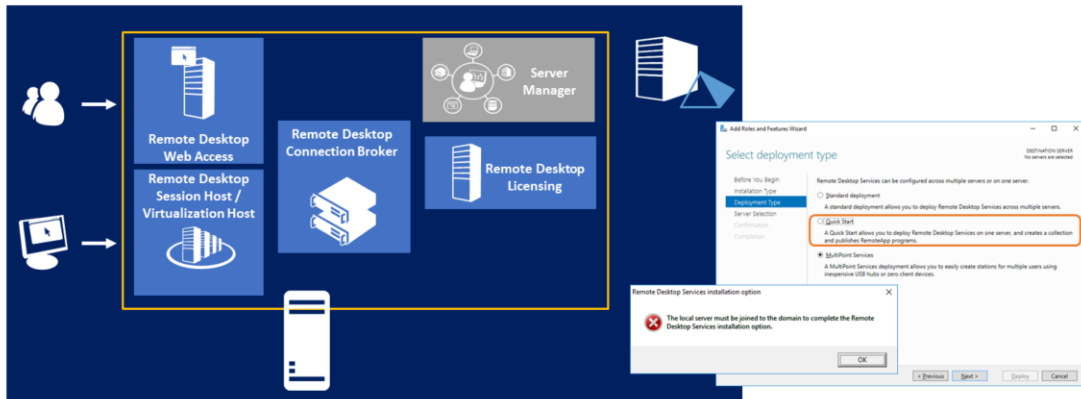 Server
Manager
Remote Desktop
Web Access
Remote Desktop
Connection Broker
Remote Desktop
Licensing
Remote Desktop
Session Host /
Virtualization Host
Add Roles and Features Wizard
Select deployment type
DESTINATION SERVER
No servers are selected
Before You Begin
Installation Type
Deployment Type
Server Selection
Confirmation
Completion
Remote Desktop Services can be configured across multiple servers or on one server.
Standard deployment
A standard deployment allows you to deploy Remote Desktop Services across multiple servers.
Quick Start
A Quick Start allows you to deploy Remote Desktop Services on one server, and creates a collection
and publishes RemoteApp programs.
MultiPoint Services
A MultiPoint Services deployment allows you to easily create stations for multiple users using
inexpensive USB hubs or zero client devices.
Remote Desktop Services installation option
The local server must be joined to the domain to complete the Remote
Desktop Services installation option.
OK
< Previous
Next >
Deploy
Cancel